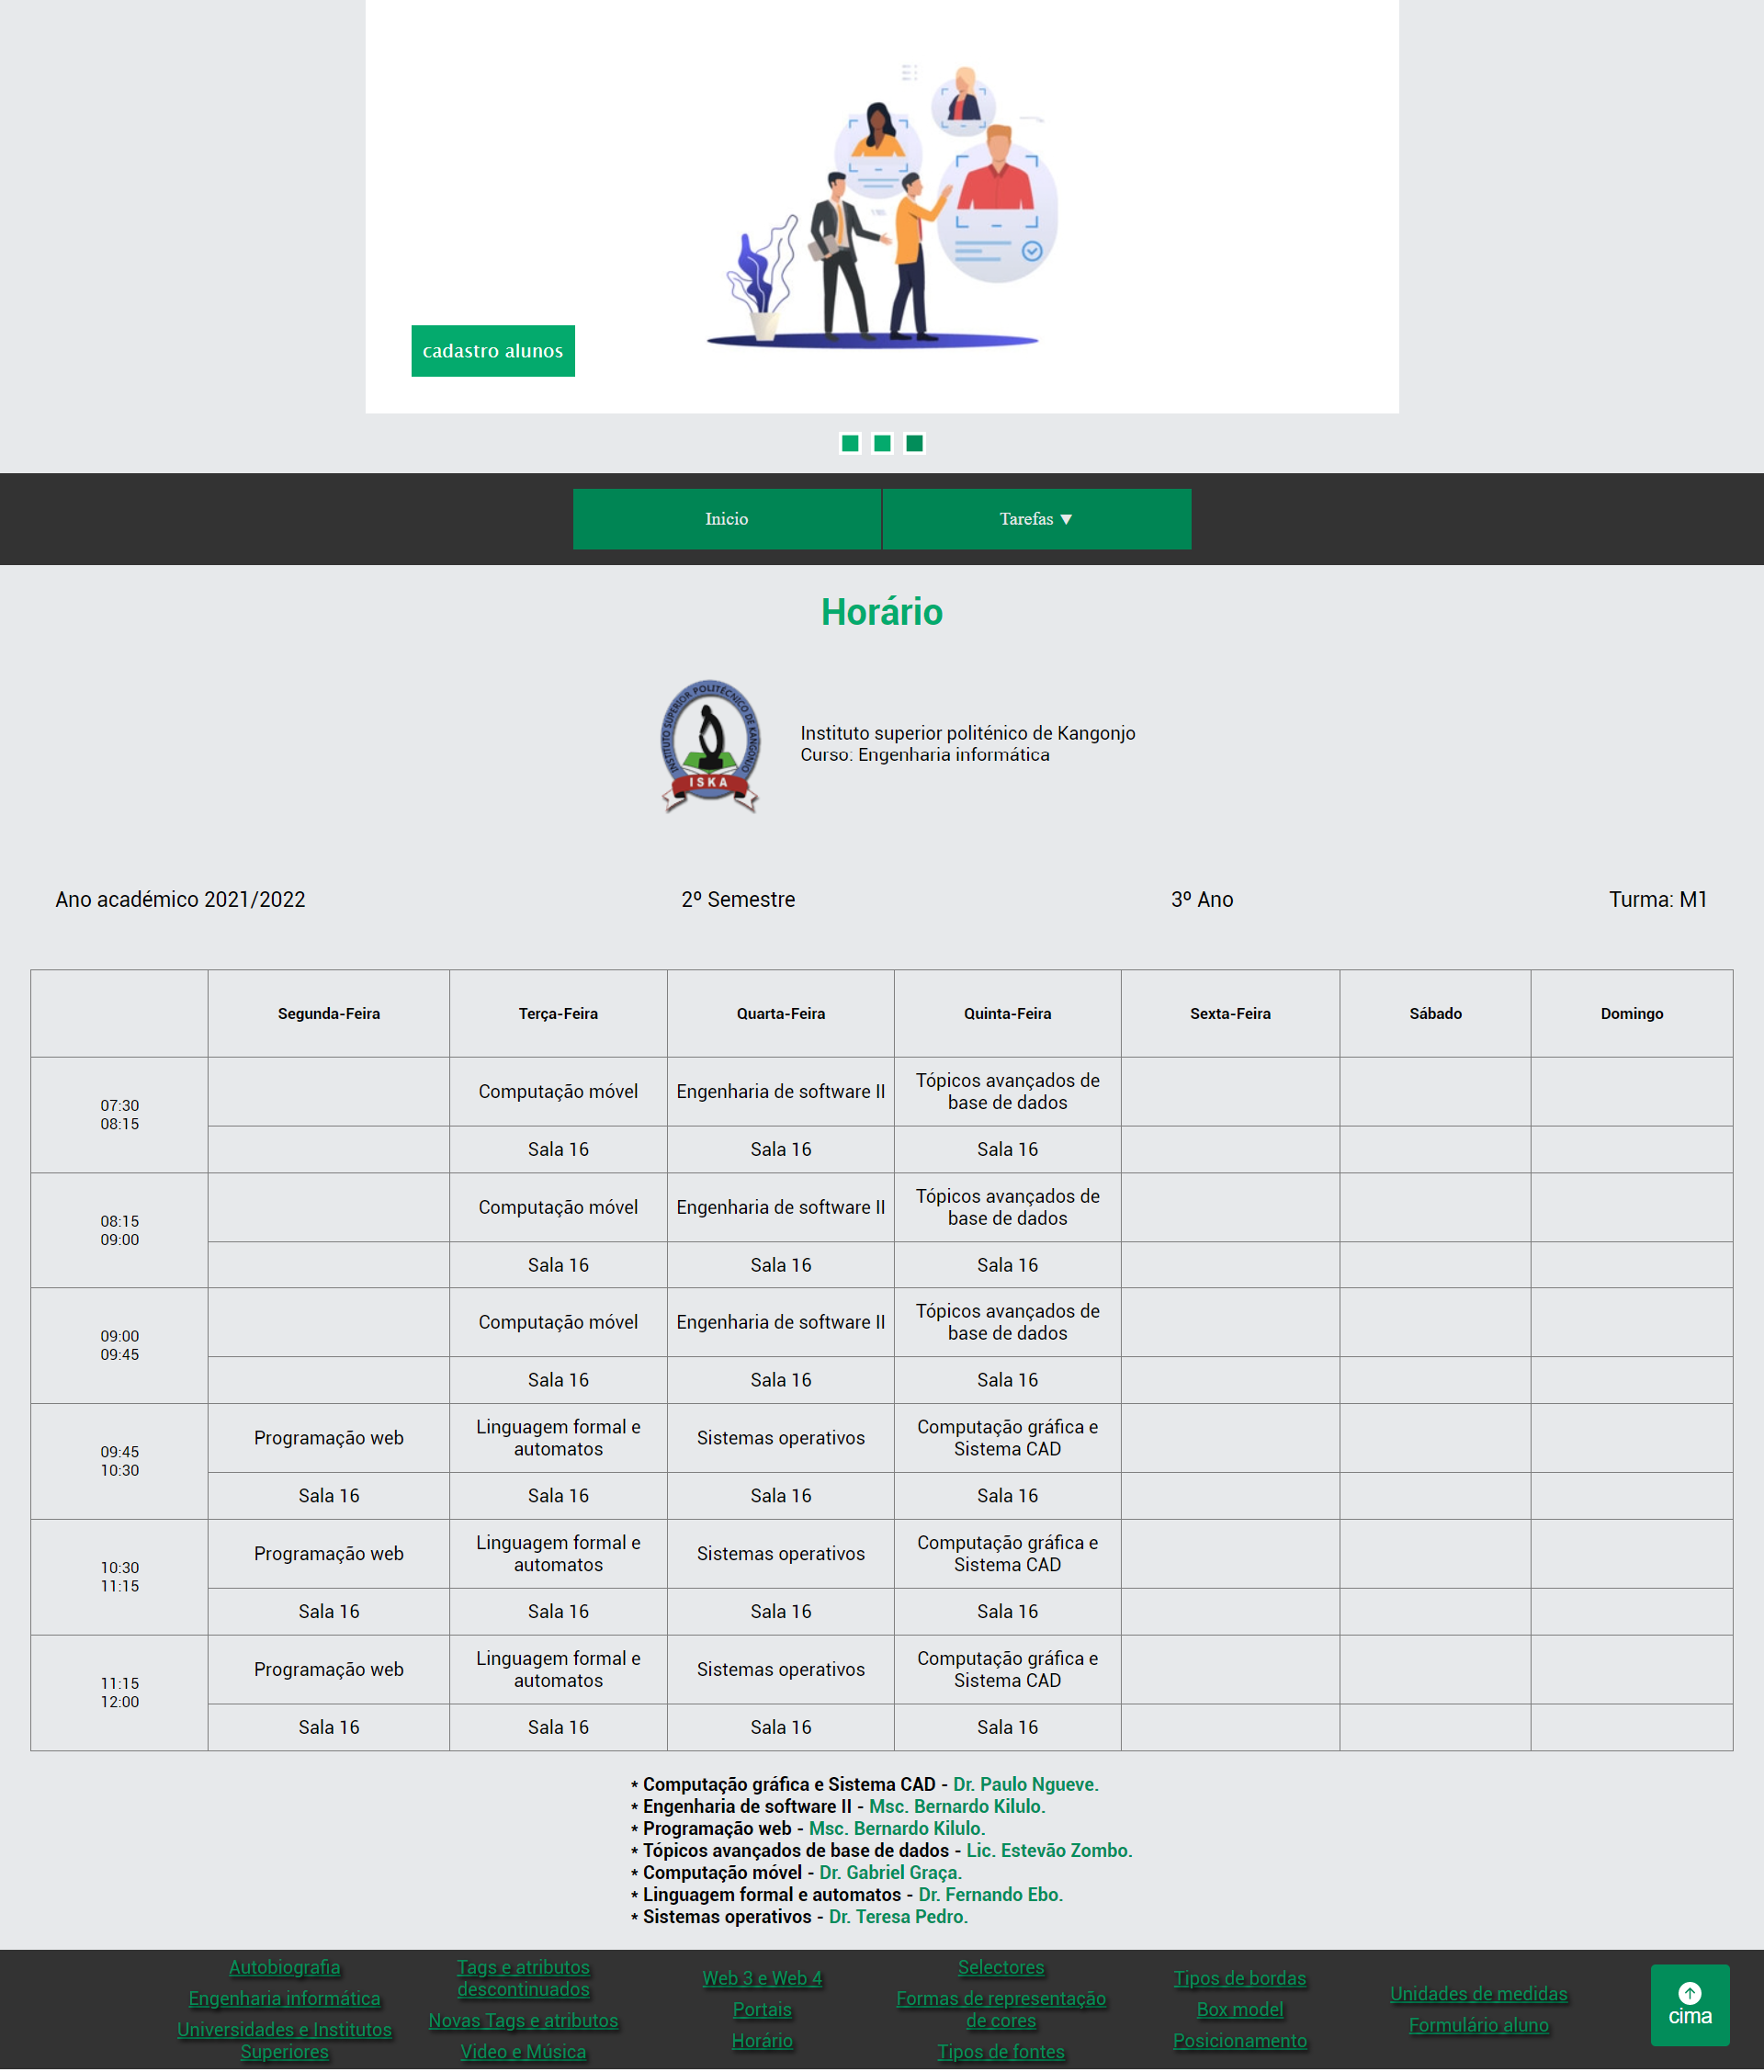 cadastro alunos
Inicio
Tarefas ▼
Horário
INSTITUTO SUPERIOR POLITÉCNICO DE KANGONJO
ISKA
Instituto superior politénico de Kangonjo
Curso: Engenharia informática
Ano académico 2021/2022
2º Semestre
3º Ano
Turma: M1
Segunda-Feira
Terça-Feira
Quarta-Feira
Quinta-Feira
Sexta-Feira
Sábado
Domingo
07:30
08:15
Computação móvel
Engenharia de software II
Tópicos avançados de
base de dados
Sala 16
Sala 16
Sala 16
08:15
09:00
Computação móvel
Engenharia de software II
Tópicos avançados de
base de dados
Sala 16
Sala 16
Sala 16
09:00
09:45
Computação móvel
Engenharia de software II
Tópicos avançados de
base de dados
Sala 16
Sala 16
Sala 16
09:45
10:30
Programação web
Linguagem formal e
automatos
Sistemas operativos
Computação gráfica e
Sistema CAD
Sala 16
Sala 16
Sala 16
Sala 16
10:30
11:15
Programação web
Linguagem formal e
automatos
Sistemas operativos
Computação gráfica e
Sistema CAD
Sala 16
Sala 16
Sala 16
Sala 16
11:15
12:00
Programação web
Linguagem formal e
automatos
Sistemas operativos
Computação gráfica e
Sistema CAD
Sala 16
Sala 16
Sala 16
Sala 16
* Computação gráfica e Sistema CAD - Dr. Paulo Ngueve.
* Engenharia de software II - Msc. Bernardo Kilulo.
* Programação web - Msc. Bernardo Kilulo.
* Tópicos avançados de base de dados - Lic. Estevão Zombo.
* Computação móvel - Dr. Gabriel Graça.
* Linguagem formal e automatos - Dr. Fernando Ebo.
* Sistemas operativos - Dr. Teresa Pedro.
Autobiografia
Engenharia informática
Universidades e Institutos
Superiores
Tags e atributos
descontinuados
Novas Tags e atributos
Video e Música
Web 3 e Web 4
Portais
Horário
Selectores
Formas de representação
de cores
Tipos de fontes
Tipos de bordas
Box model
Posicionamento
Unidades de medidas
Formulário aluno
cima